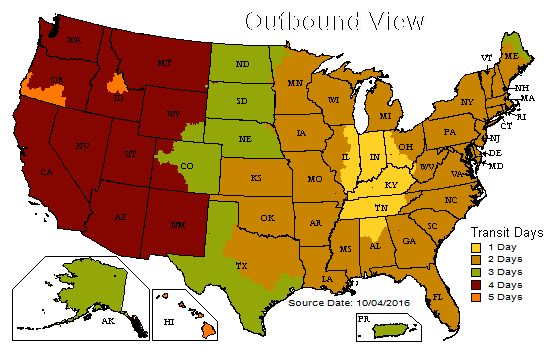 Outbound View
WA
MT
ND
MN
ME
VT
OR
ID
SD
WI
MI
NY
NH
MA
RI
CT
WY
NE
IA
IL
IN
OH
PA
NJ
DE
MD
NV
UT
CO
KS
MO
KY
WV
VA
CA
AZ
NM
OK
AR
TN
NC
SC
TX
LA
MS
AL
GA
FL
Transit Days
1 Day
2 Days
3 Days
4 Days
5 Days
Source Date: 10/04/2016
AK
HI
PR